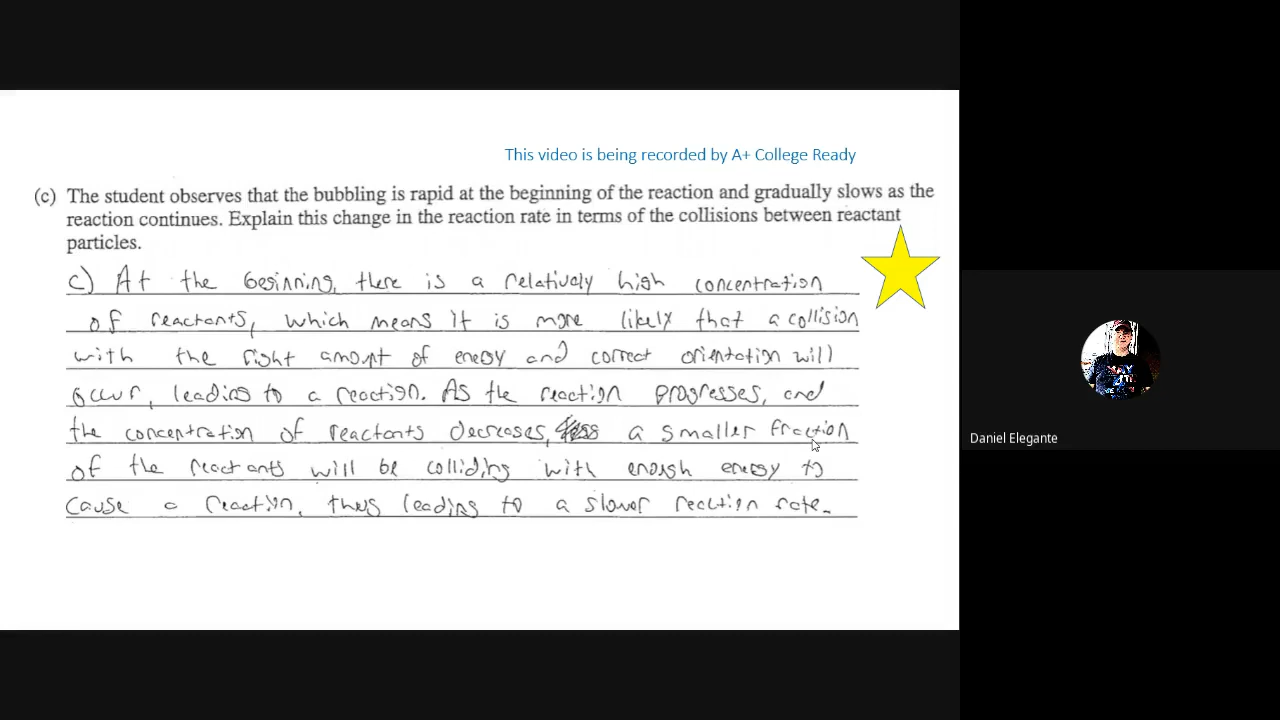 This video is being recorded by A+ College Ready
(c) The student observes that the bubbling is rapid at the beginning of the reaction and gradually slows as the
reaction continues. Explain this change in the reaction rate in terms of the collisions between reactant
particles.
c) At the beginning, there is a relatively high concentration
of reactants, which means it is more likely that a collision
with the right amount of energy and correct orientation will
occur, leading to a reaction. As the reaction progresses, and
the concentration of reactants decreases, a smaller fraction
of the reactants will be colliding with enough energy to
cause a reaction, thus leading to a slower reaction rate.
Daniel Elegante